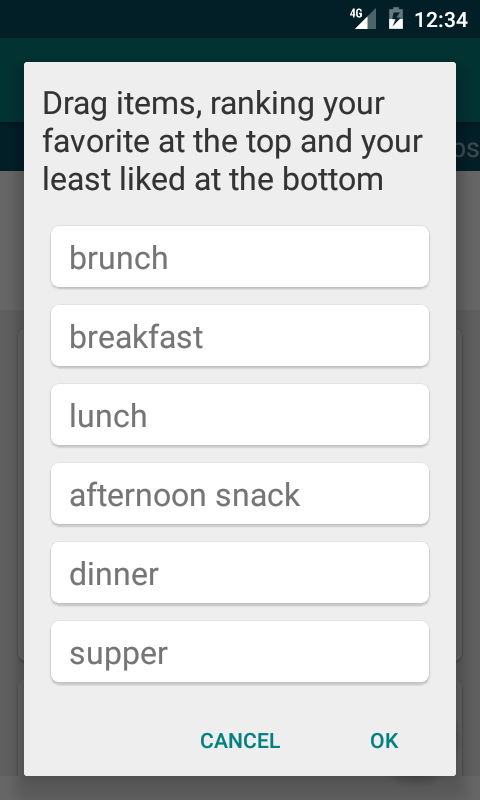 4G 12:34
Drag items, ranking your
favorite at the top and your
least liked at the bottom
brunch
breakfast
lunch
afternoon snack
dinner
supper
CANCEL OK